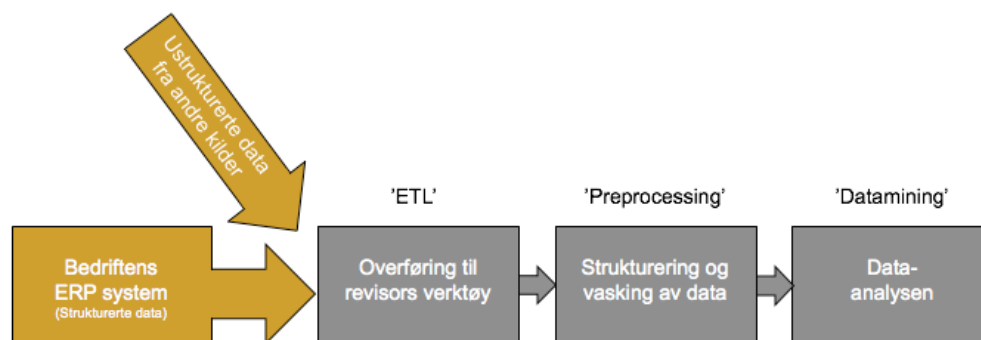 Ustrukturerte data
fra andre kilder
'ETL'
'Preprocessing'
'Datamining'
Bedriftens
ERP system
(Strukturerte data)
Overføring til
revisors verktøy
Strukturering og
vasking av data
Data-
analysen